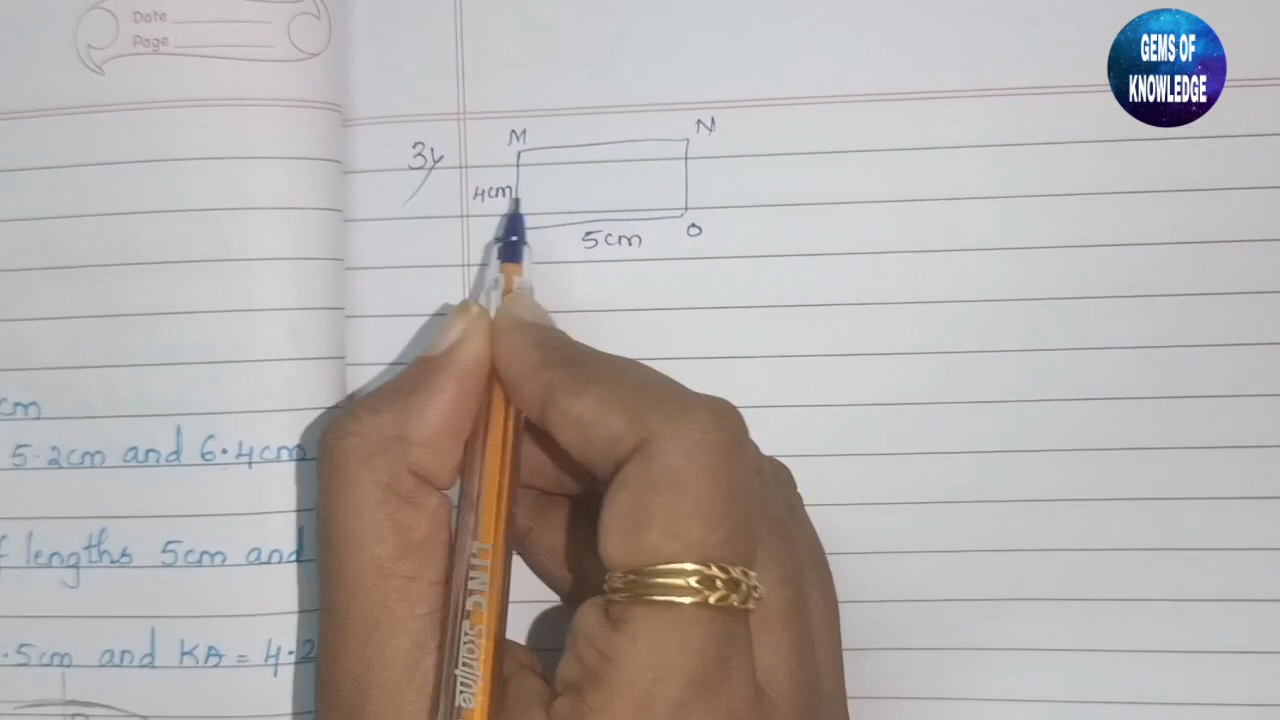 Date
Page
GEMS OF
KNOWLEDGE
3y
M N
4cm
5cm O
cm
5.2cm and 6.4cm
f lengths 5cm and
.5cm and KA = 4.2
LINC starline